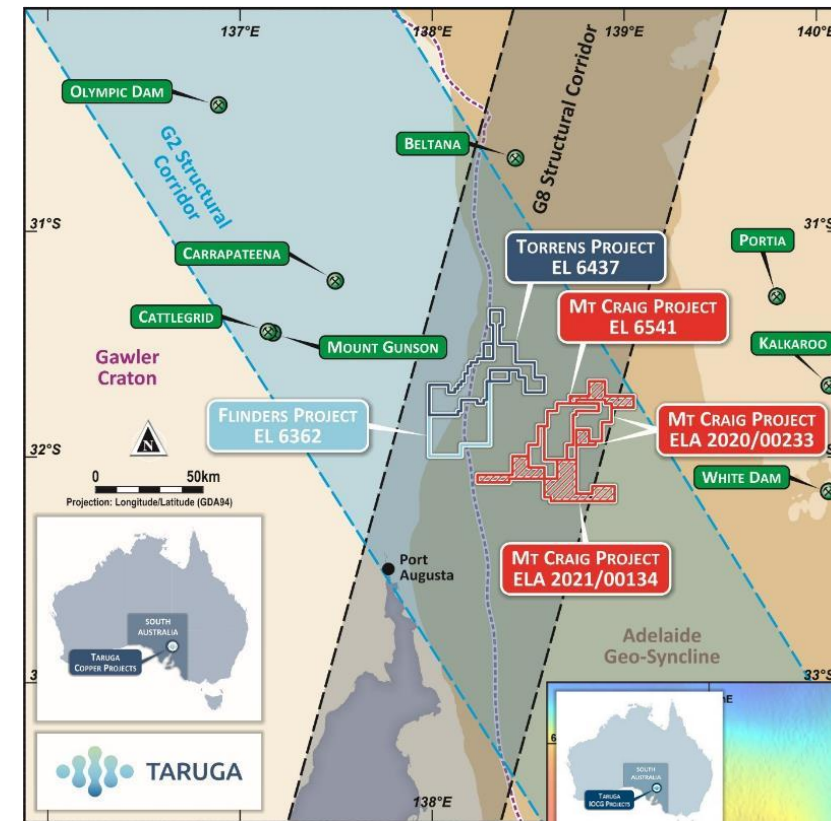 137°E
138°E
139°E
140°E
OLYMPIC DAM
G2 Structural
Corridor
BELTANA
G8 Structural Corridor
31°S
31°S
CARRAPATEENA
TORRENS PROJECT
EL 6437
PORTIA
MT CRAIG PROJECT
EL 6541
CATTLEGRID
MOUNT GUNSON
KALKAROO
Gawler
Craton
FLINDERS PROJECT
EL 6362
MT CRAIG PROJECT
ELA 2020/00233
N
32°S
32°S
0 50km
Projection: Longitude/Latitude (GDA94)
WHITE DAM
MT CRAIG PROJECT
ELA 2021/00134
Port
Augusta
SOUTH
AUSTRALIA
TARUGA
COPPER PROJECTS
Adelaide
Geo-Syncline
33°S
TARUGA
SOUTH
AUSTRALIA
TARUGA
IOCG PROJECTS
138°E